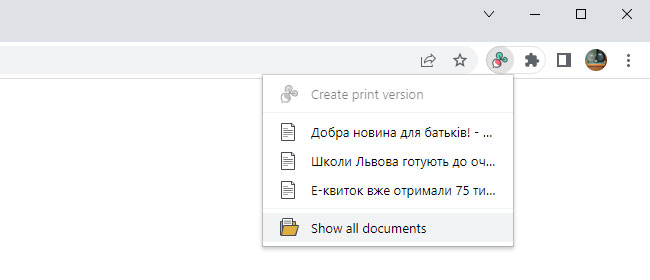 Create print version
Добра новина для батьків! - ...
Школи Львова готують до оч...
Е-квиток вже отримали 75 ти...
Show all documents